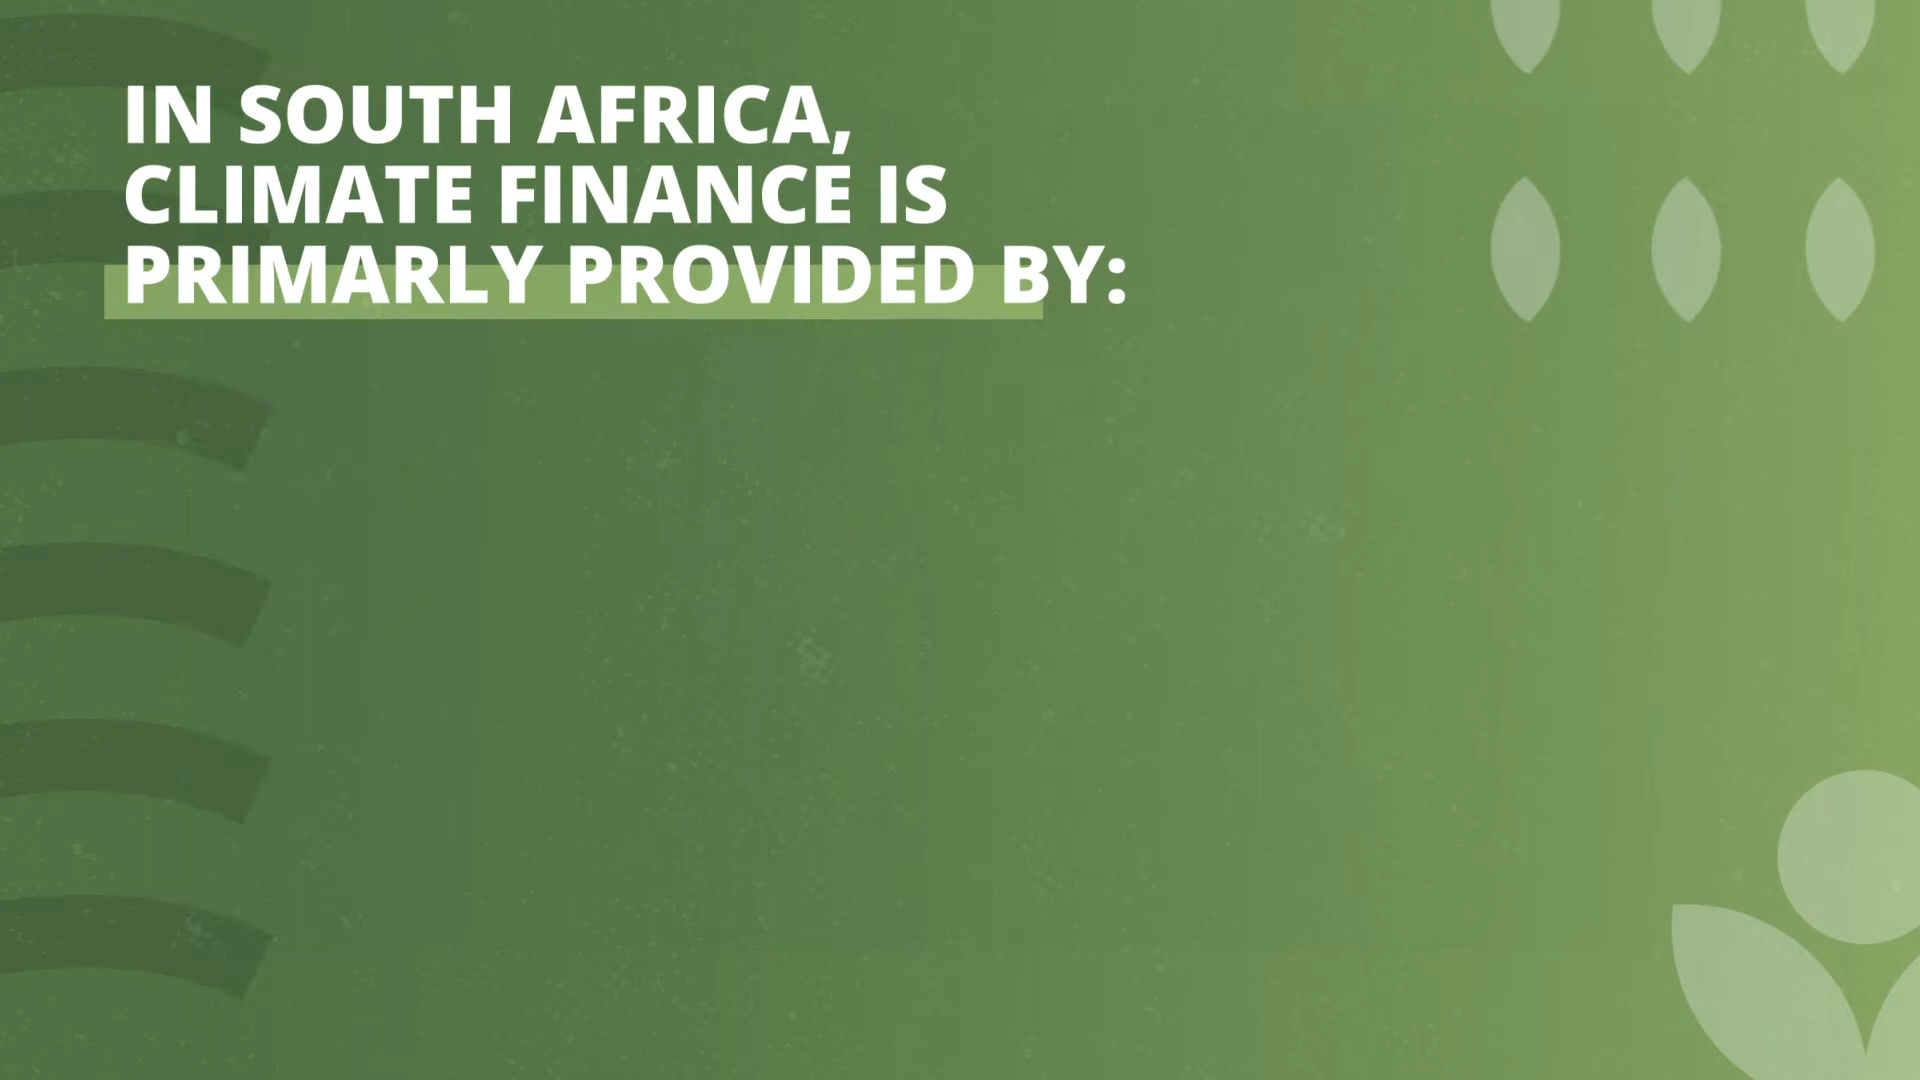 IN SOUTH AFRICA,
CLIMATE FINANCE IS
PRIMARLY PROVIDED BY: